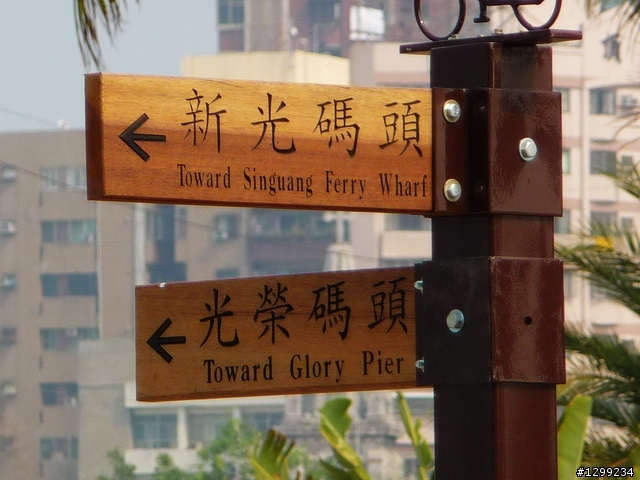 新光碼頭
Toward Singuang Ferry Wharf
光榮碼頭
Toward Glory Pier
#1299234